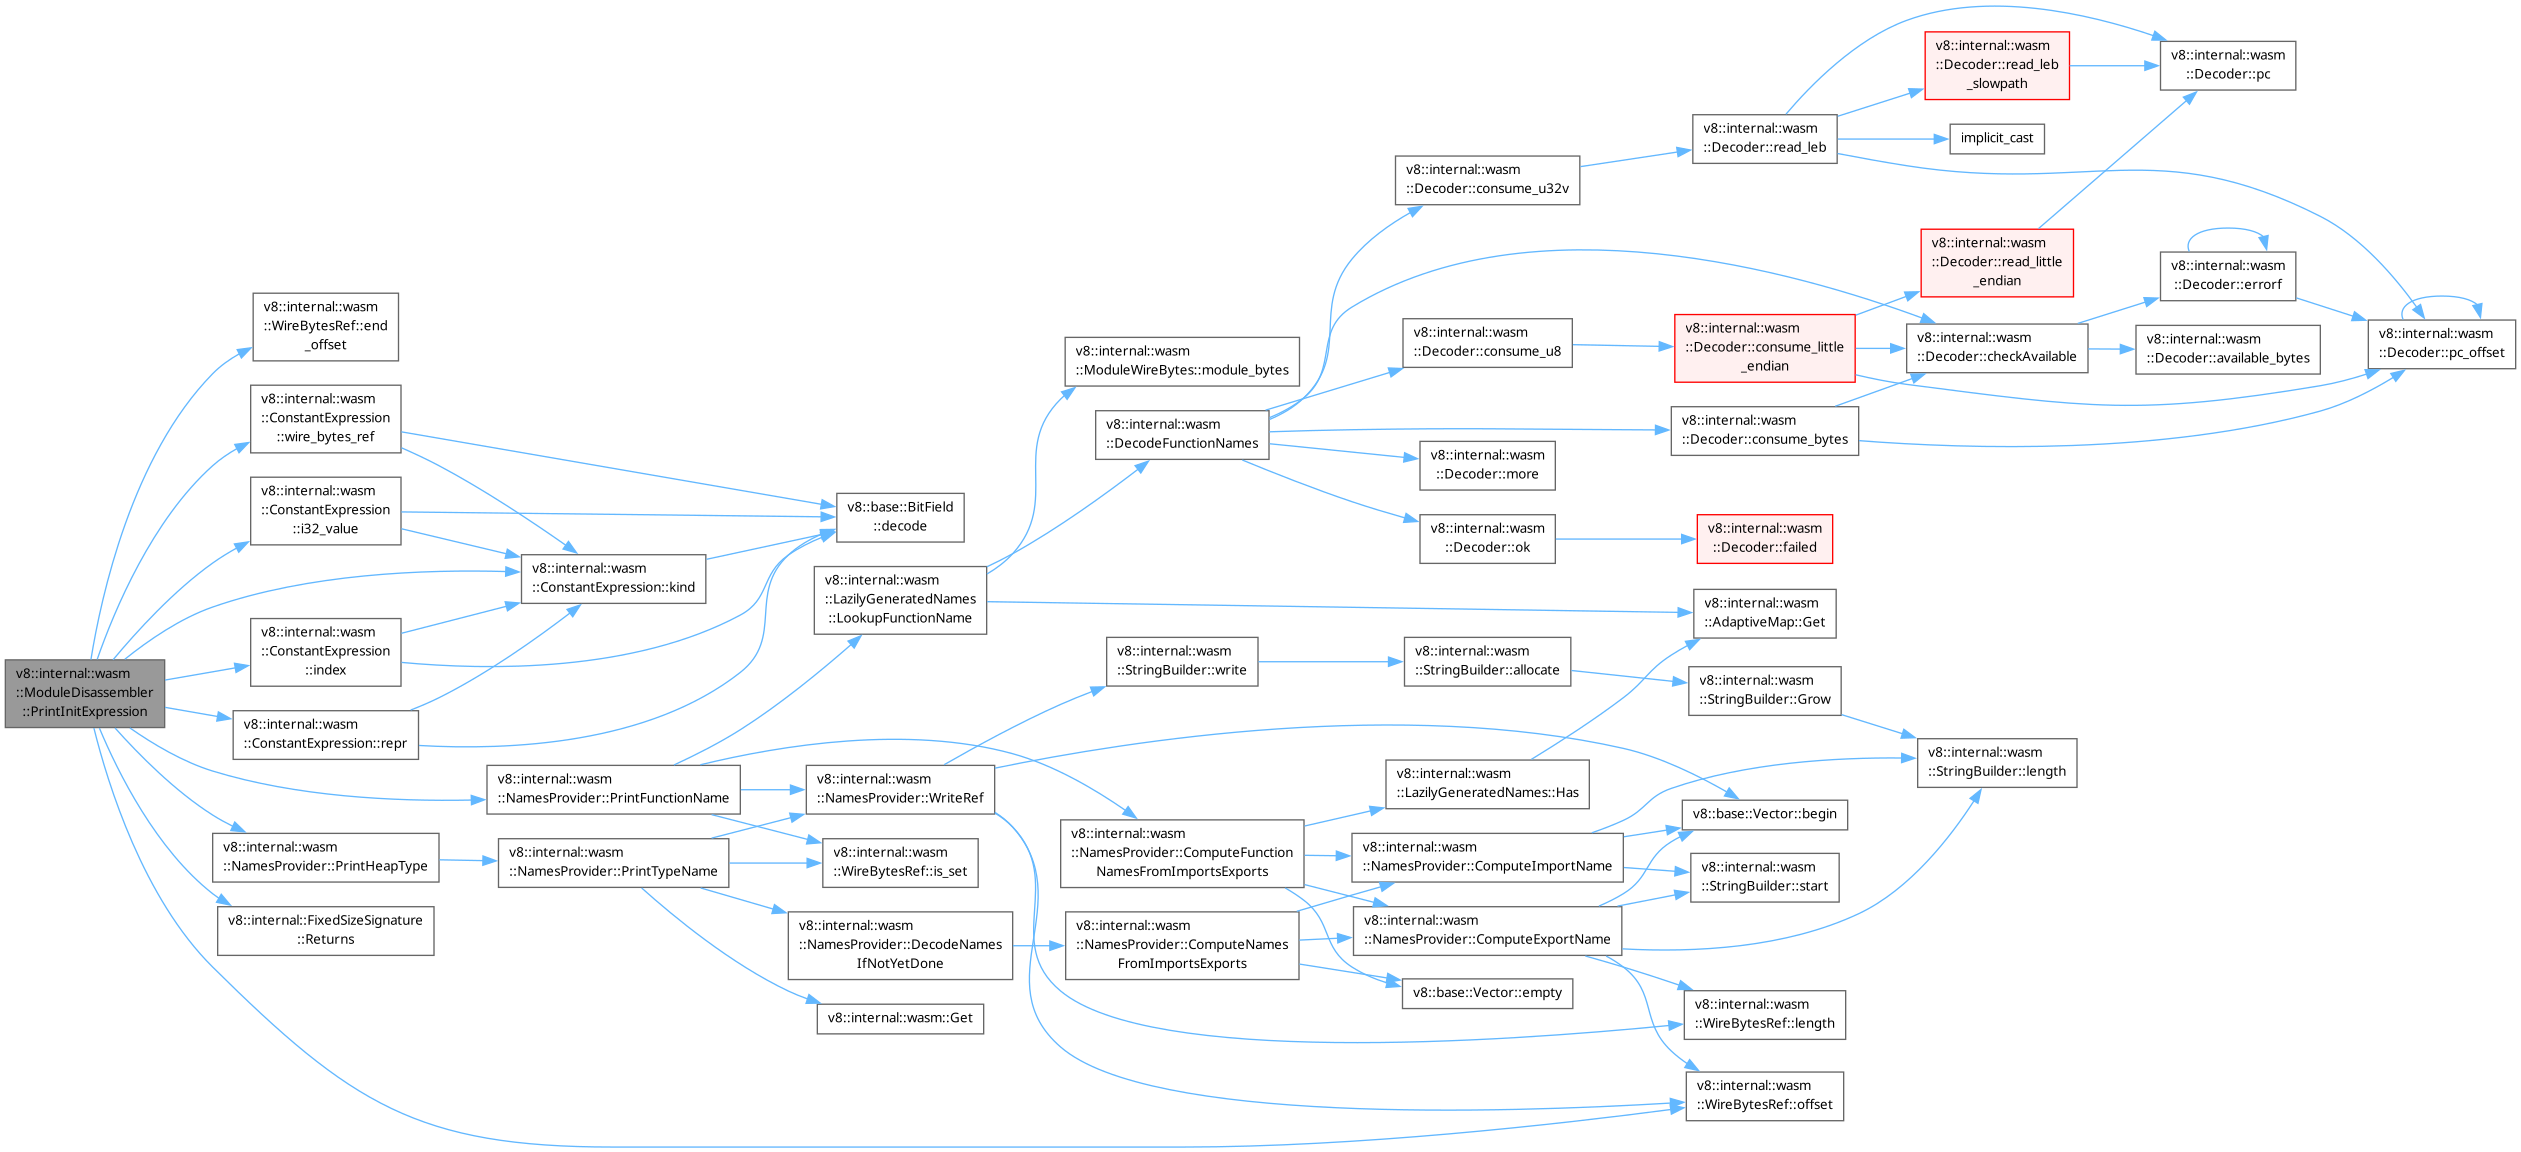 v8::internal::wasm
::ModuleDisassembler
::PrintInitExpression
v8::internal::wasm
::WireBytesRef::end
_offset
v8::internal::wasm
::ConstantExpression
::wire_bytes_ref
v8::internal::wasm
::ConstantExpression
::i32_value
v8::internal::wasm
::ConstantExpression::kind
v8::internal::wasm
::ConstantExpression
::index
v8::internal::wasm
::ConstantExpression::repr
v8::internal::wasm
::NamesProvider::PrintFunctionName
v8::internal::wasm
::NamesProvider::PrintHeapType
v8::internal::wasm
::NamesProvider::PrintTypeName
v8::internal::FixedSizeSignature
::Returns
v8::base::BitField
::decode
v8::internal::wasm
::LazilyGeneratedNames
::LookupFunctionName
v8::internal::wasm
::NamesProvider::WriteRef
v8::internal::wasm
::WireBytesRef::is_set
v8::internal::wasm
::NamesProvider::DecodeNames
IfNotYetDone
v8::internal::wasm::Get
v8::internal::wasm
::ModuleWireBytes::module_bytes
v8::internal::wasm
::DecodeFunctionNames
v8::internal::wasm
::StringBuilder::write
v8::internal::wasm
::NamesProvider::ComputeFunction
NamesFromImportsExports
v8::internal::wasm
::NamesProvider::ComputeNames
FromImportsExports
v8::internal::wasm
::Decoder::consume_u32v
v8::internal::wasm
::Decoder::consume_u8
v8::internal::wasm
::Decoder::more
v8::internal::wasm
::Decoder::ok
v8::internal::wasm
::StringBuilder::allocate
v8::internal::wasm
::LazilyGeneratedNames::Has
v8::internal::wasm
::NamesProvider::ComputeImportName
v8::internal::wasm
::NamesProvider::ComputeExportName
v8::base::Vector::empty
v8::internal::wasm
::Decoder::read_leb
v8::internal::wasm
::Decoder::consume_little
_endian
v8::internal::wasm
::Decoder::consume_bytes
v8::internal::wasm
::Decoder::failed
v8::internal::wasm
::AdaptiveMap::Get
v8::internal::wasm
::StringBuilder::Grow
v8::base::Vector::begin
v8::internal::wasm
::StringBuilder::start
v8::internal::wasm
::WireBytesRef::length
v8::internal::wasm
::WireBytesRef::offset
v8::internal::wasm
::Decoder::read_leb
_slowpath
implicit_cast
v8::internal::wasm
::Decoder::read_little
_endian
v8::internal::wasm
::Decoder::checkAvailable
v8::internal::wasm
::StringBuilder::length
v8::internal::wasm
::Decoder::pc
v8::internal::wasm
::Decoder::errorf
v8::internal::wasm
::Decoder::available_bytes
v8::internal::wasm
::Decoder::pc_offset